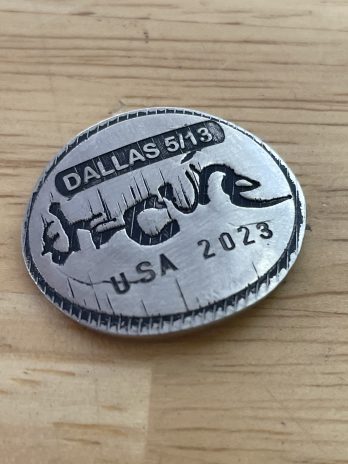 DALLAS 5/13
THE CURE
USA 2023